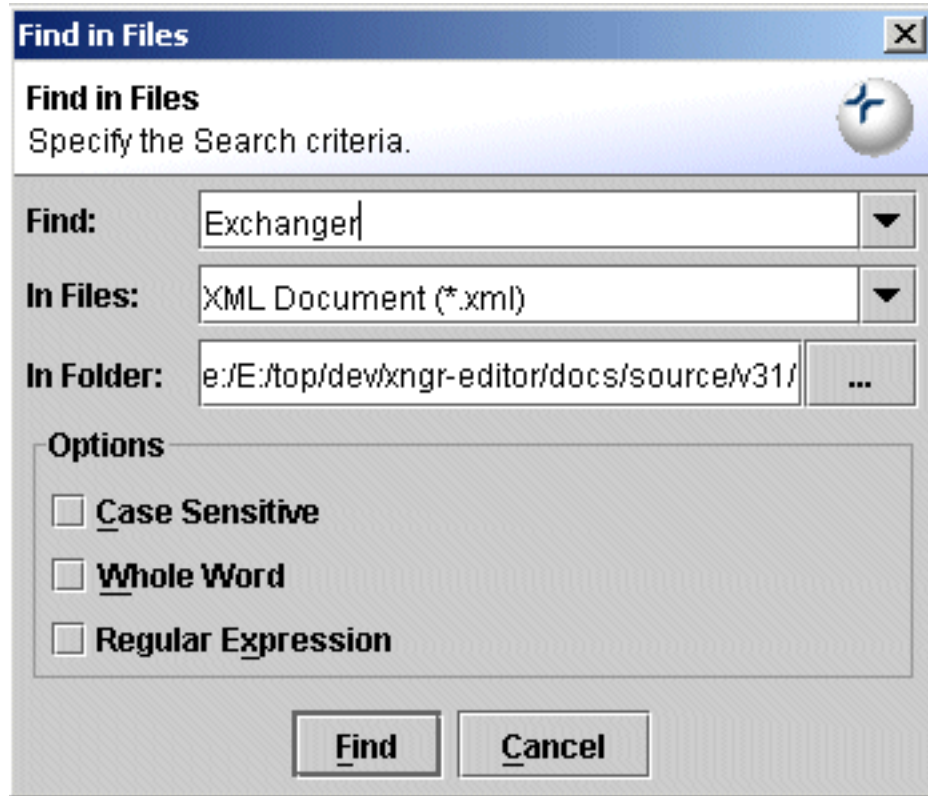 Find in Files
Find in Files
Specify the Search criteria.
Find: Exchanger
In Files: XML Document (*.xml)
In Folder: e:/E:/top/dev/xngr-editor/docs/source/v31/ ...
Options
Case Sensitive
Whole Word
Regular Expression
Find Cancel